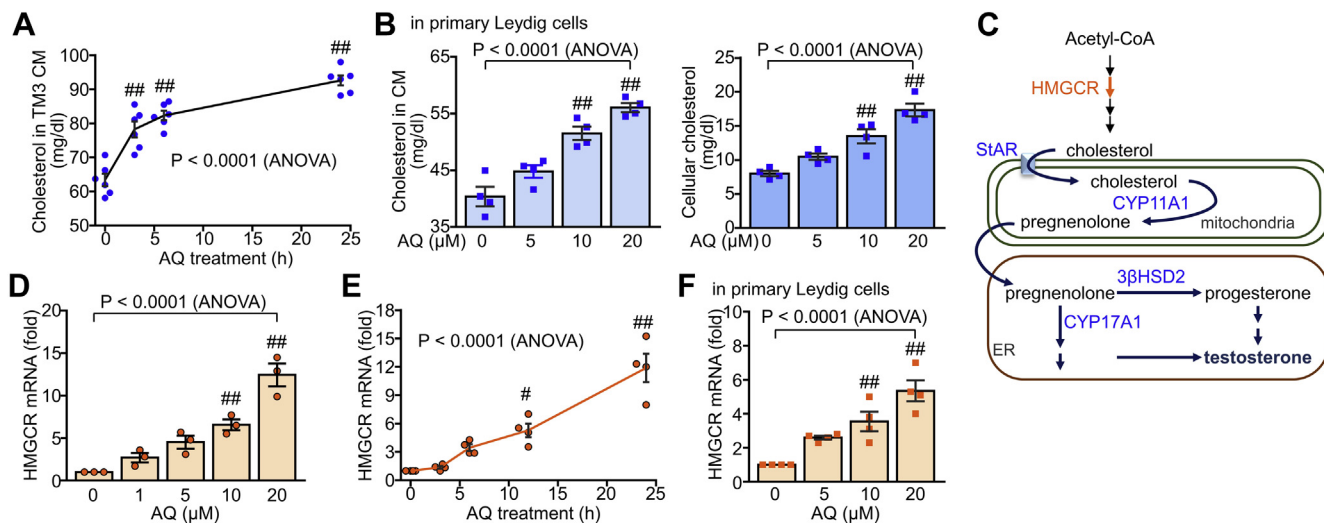 A
Cholesterol in TM3 CM
(mg/dl)
100
90
80
70
60
50
##
##
##
P < 0.0001 (ANOVA)
0
5
10
15
20
25
AQ treatment (h)
B
in primary Leydig cells
P < 0.0001 (ANOVA)
Cholesterol in CM
(mg/dl)
65
55
45
35
##
##
AQ (μM)
0
5
10
20
P < 0.0001 (ANOVA)
Cellular cholesterol
(mg/dl)
25
20
15
10
5
0
##
##
AQ (μM)
0
5
10
20
C
Acetyl-CoA
HMGCR
StAR
cholesterol
cholesterol
CYP11A1
pregnenolone
mitochondria
3βHSD2
pregnenolone
progesterone
CYP17A1
ER
testosterone
D
P < 0.0001 (ANOVA)
HMGCR mRNA (fold)
20
15
10
5
0
##
##
0
1
5
10
20
AQ (μM)
E
HMGCR mRNA (fold)
18
15
12
9
6
3
0
P < 0.0001 (ANOVA)
#
##
0
5
10
15
20
25
AQ treatment (h)
F
in primary Leydig cells
P < 0.0001 (ANOVA)
HMGCR mRNA (fold)
10
8
6
4
2
0
##
##
0
5
10
20
AQ (μM)